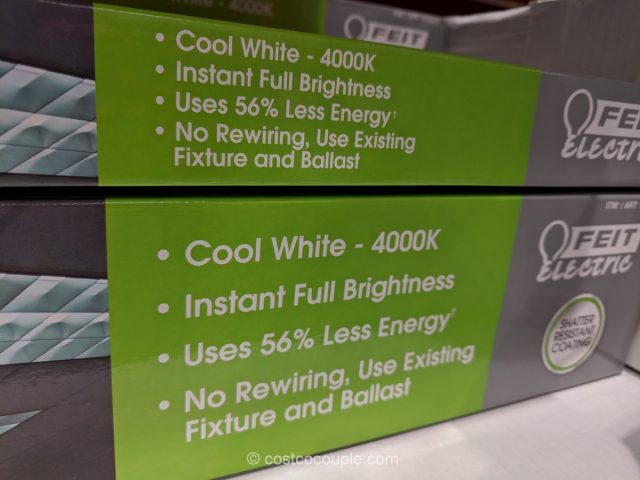 FEIT
• Cool White - 4000K
• Instant Full Brightness
• Uses 56% Less Energy†
• No Rewiring, Use Existing
Fixture and Ballast
FEIT
ELECTRIC
• Cool White - 4000K
• Instant Full Brightness
• Uses 56% Less Energy†
• No Rewiring, Use Existing
Fixture and Ballast
FEIT
ELECTRIC
SHATTER
RESISTANT
COATING
© costcocouple.com